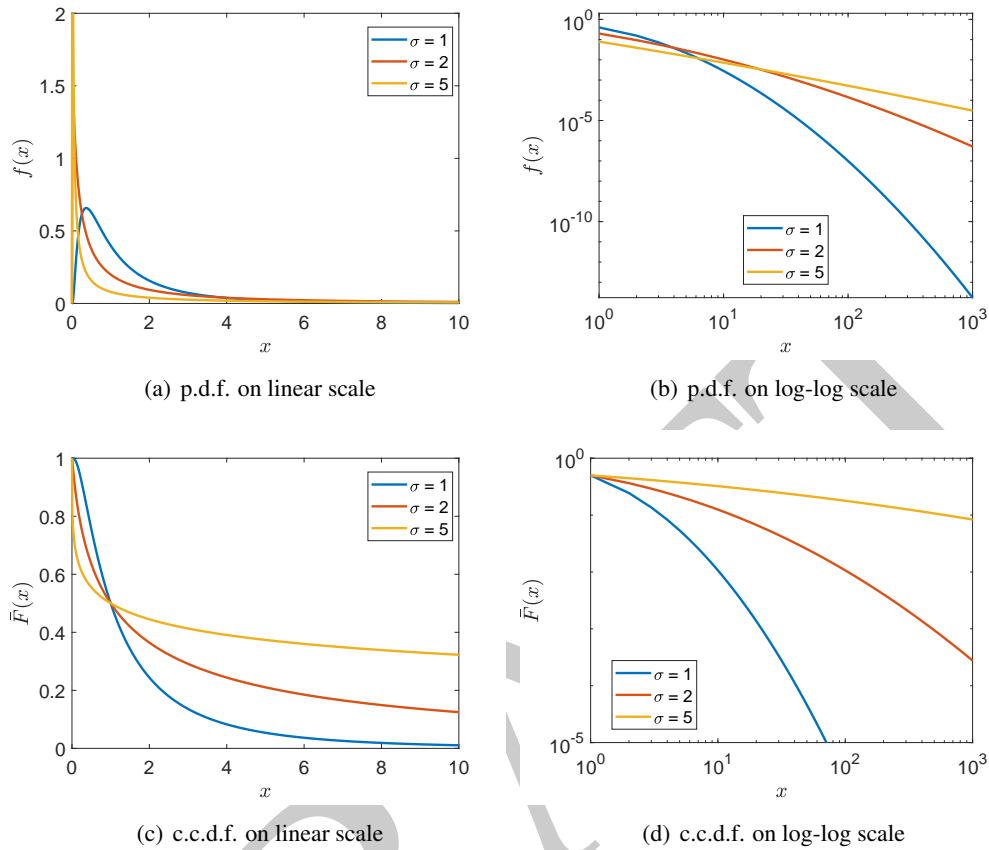 2
1.5
1
0.5
0
0 2 4 6 8 10
f(x)
x
σ = 1
σ = 2
σ = 5
(a) p.d.f. on linear scale
10^0
10^-5
10^-10
10^0 10^1 10^2 10^3
f(x)
x
σ = 1
σ = 2
σ = 5
(b) p.d.f. on log-log scale
1
0.8
0.6
0.4
0.2
0
0 2 4 6 8 10
F̄(x)
x
σ = 1
σ = 2
σ = 5
(c) c.c.d.f. on linear scale
10^0
10^-5
10^0 10^1 10^2 10^3
F̄(x)
x
σ = 1
σ = 2
σ = 5
(d) c.c.d.f. on log-log scale